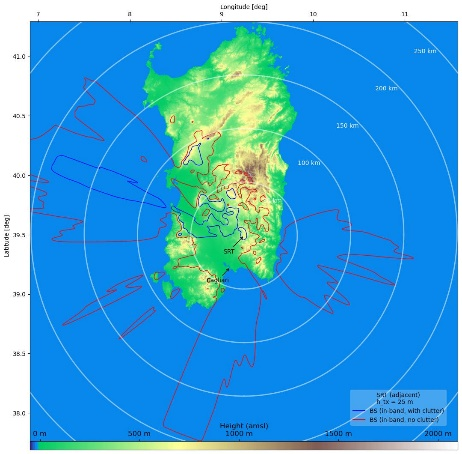 Longitude [deg]
7 8 9 10 11
250 km
200 km
150 km
100 km
Latitude [deg]
41.0
40.5
40.0
39.5
39.0
38.5
38.0
SRT
Cagliari
SRT (adjacent)
h_tx = 25 m
BS (in-band, with clutter)
BS (in-band, no clutter)
Height (amsl)
0 m 500 m 1000 m 1500 m 2000 m